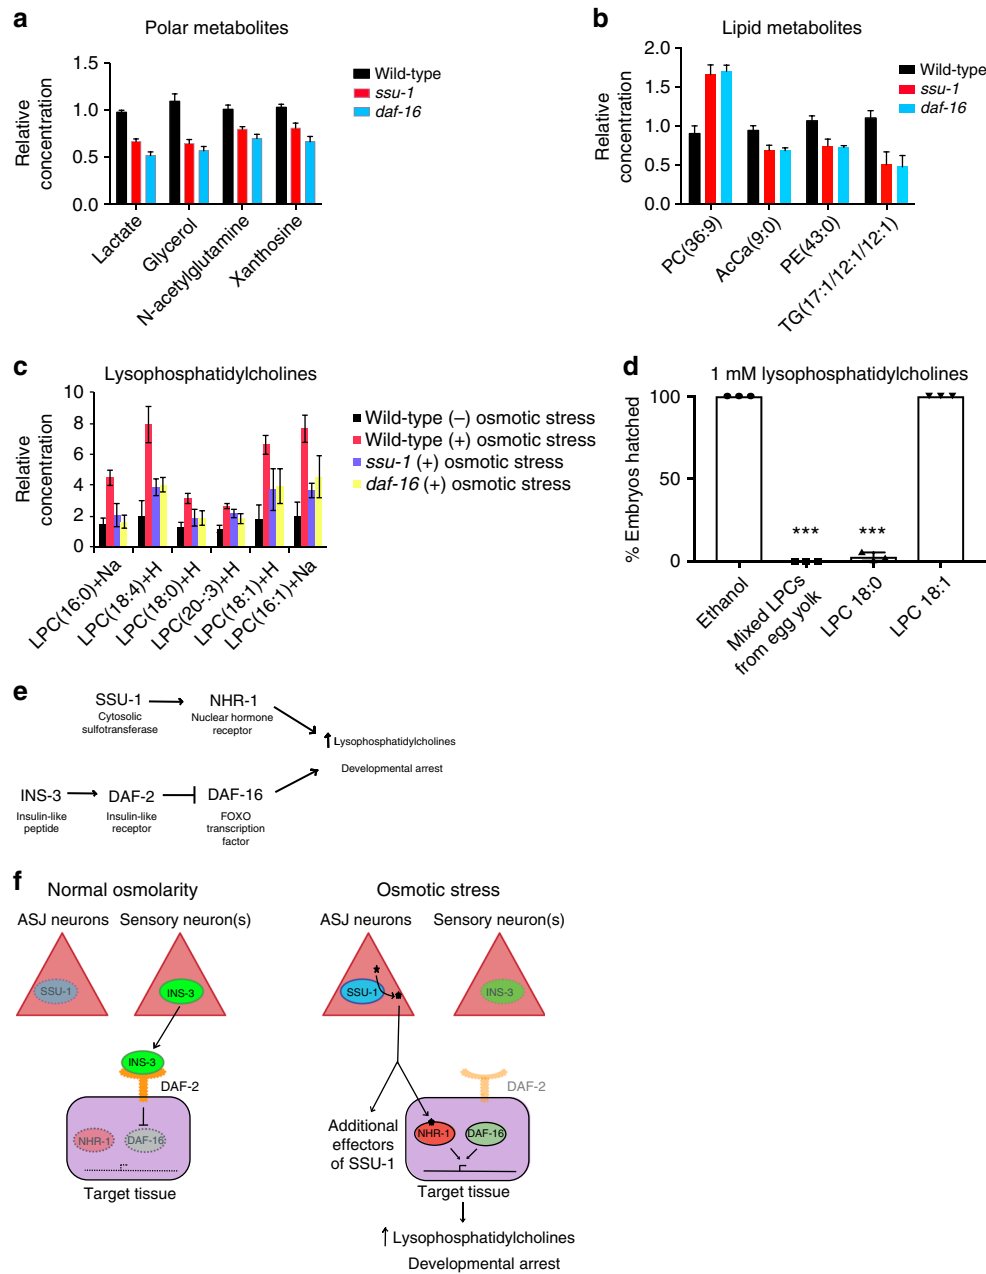 a
Polar metabolites
Relative
concentration
1.5
1.0
0.5
0.0
Wild-type
ssu-1
daf-16
Lactate
Glycerol
N-acetylglutamine
Xanthosine
b
Lipid metabolites
Relative
concentration
2.0
1.5
1.0
0.5
0.0
Wild-type
ssu-1
daf-16
PC(36:9)
AcCa(9:0)
PE(43:0)
TG(17:1/12:1/12:1)
c
Lysophosphatidylcholines
Relative
concentration
10
8
6
4
2
0
Wild-type (−) osmotic stress
Wild-type (+) osmotic stress
ssu-1 (+) osmotic stress
daf-16 (+) osmotic stress
LPC(16:0)+Na
LPC(18:4)+H
LPC(18:0)+H
LPC(20-:3)+H
LPC(18:1)+H
LPC(16:1)+Na
d
1 mM lysophosphatidylcholines
% Embryos hatched
100
50
0
***
***
Ethanol
Mixed LPCs
from egg yolk
LPC 18:0
LPC 18:1
e
SSU-1
Cytosolic
sulfotransferase
NHR-1
Nuclear hormone
receptor
Lysophosphatidylcholines
Developmental arrest
INS-3
Insulin-like
peptide
DAF-2
Insulin-like
receptor
DAF-16
FOXO
transcription
factor
f
Normal osmolarity
ASJ neurons
Sensory neuron(s)
SSU-1
INS-3
INS-3
DAF-2
NHR-1
DAF-16
Target tissue
Osmotic stress
ASJ neurons
Sensory neuron(s)
SSU-1
INS-3
DAF-2
Additional
effectors
of SSU-1
NHR-1
DAF-16
Target tissue
Lysophosphatidylcholines
Developmental arrest